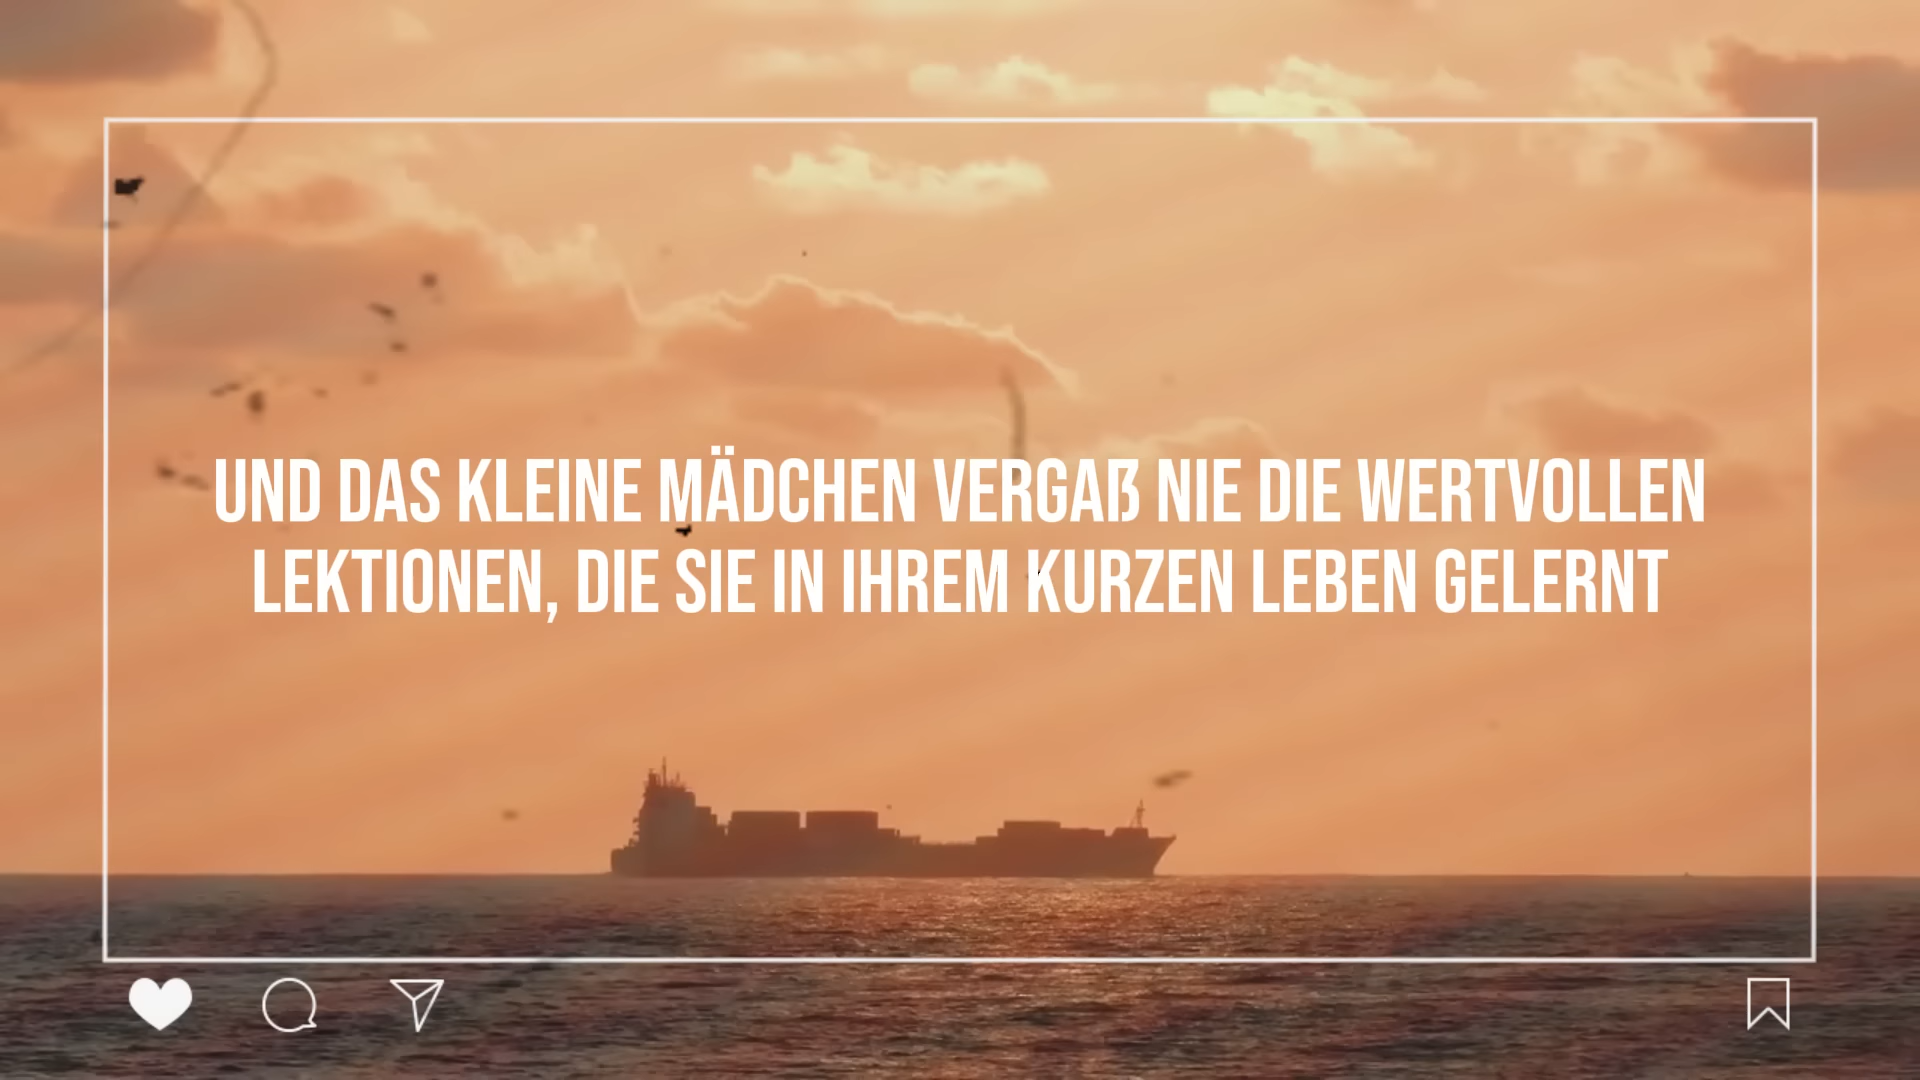 UND DAS KLEINE MÄDCHEN VERGAß NIE DIE WERTVOLLEN
LEKTIONEN, DIE SIE IN IHREM KURZEN LEBEN GELERNT